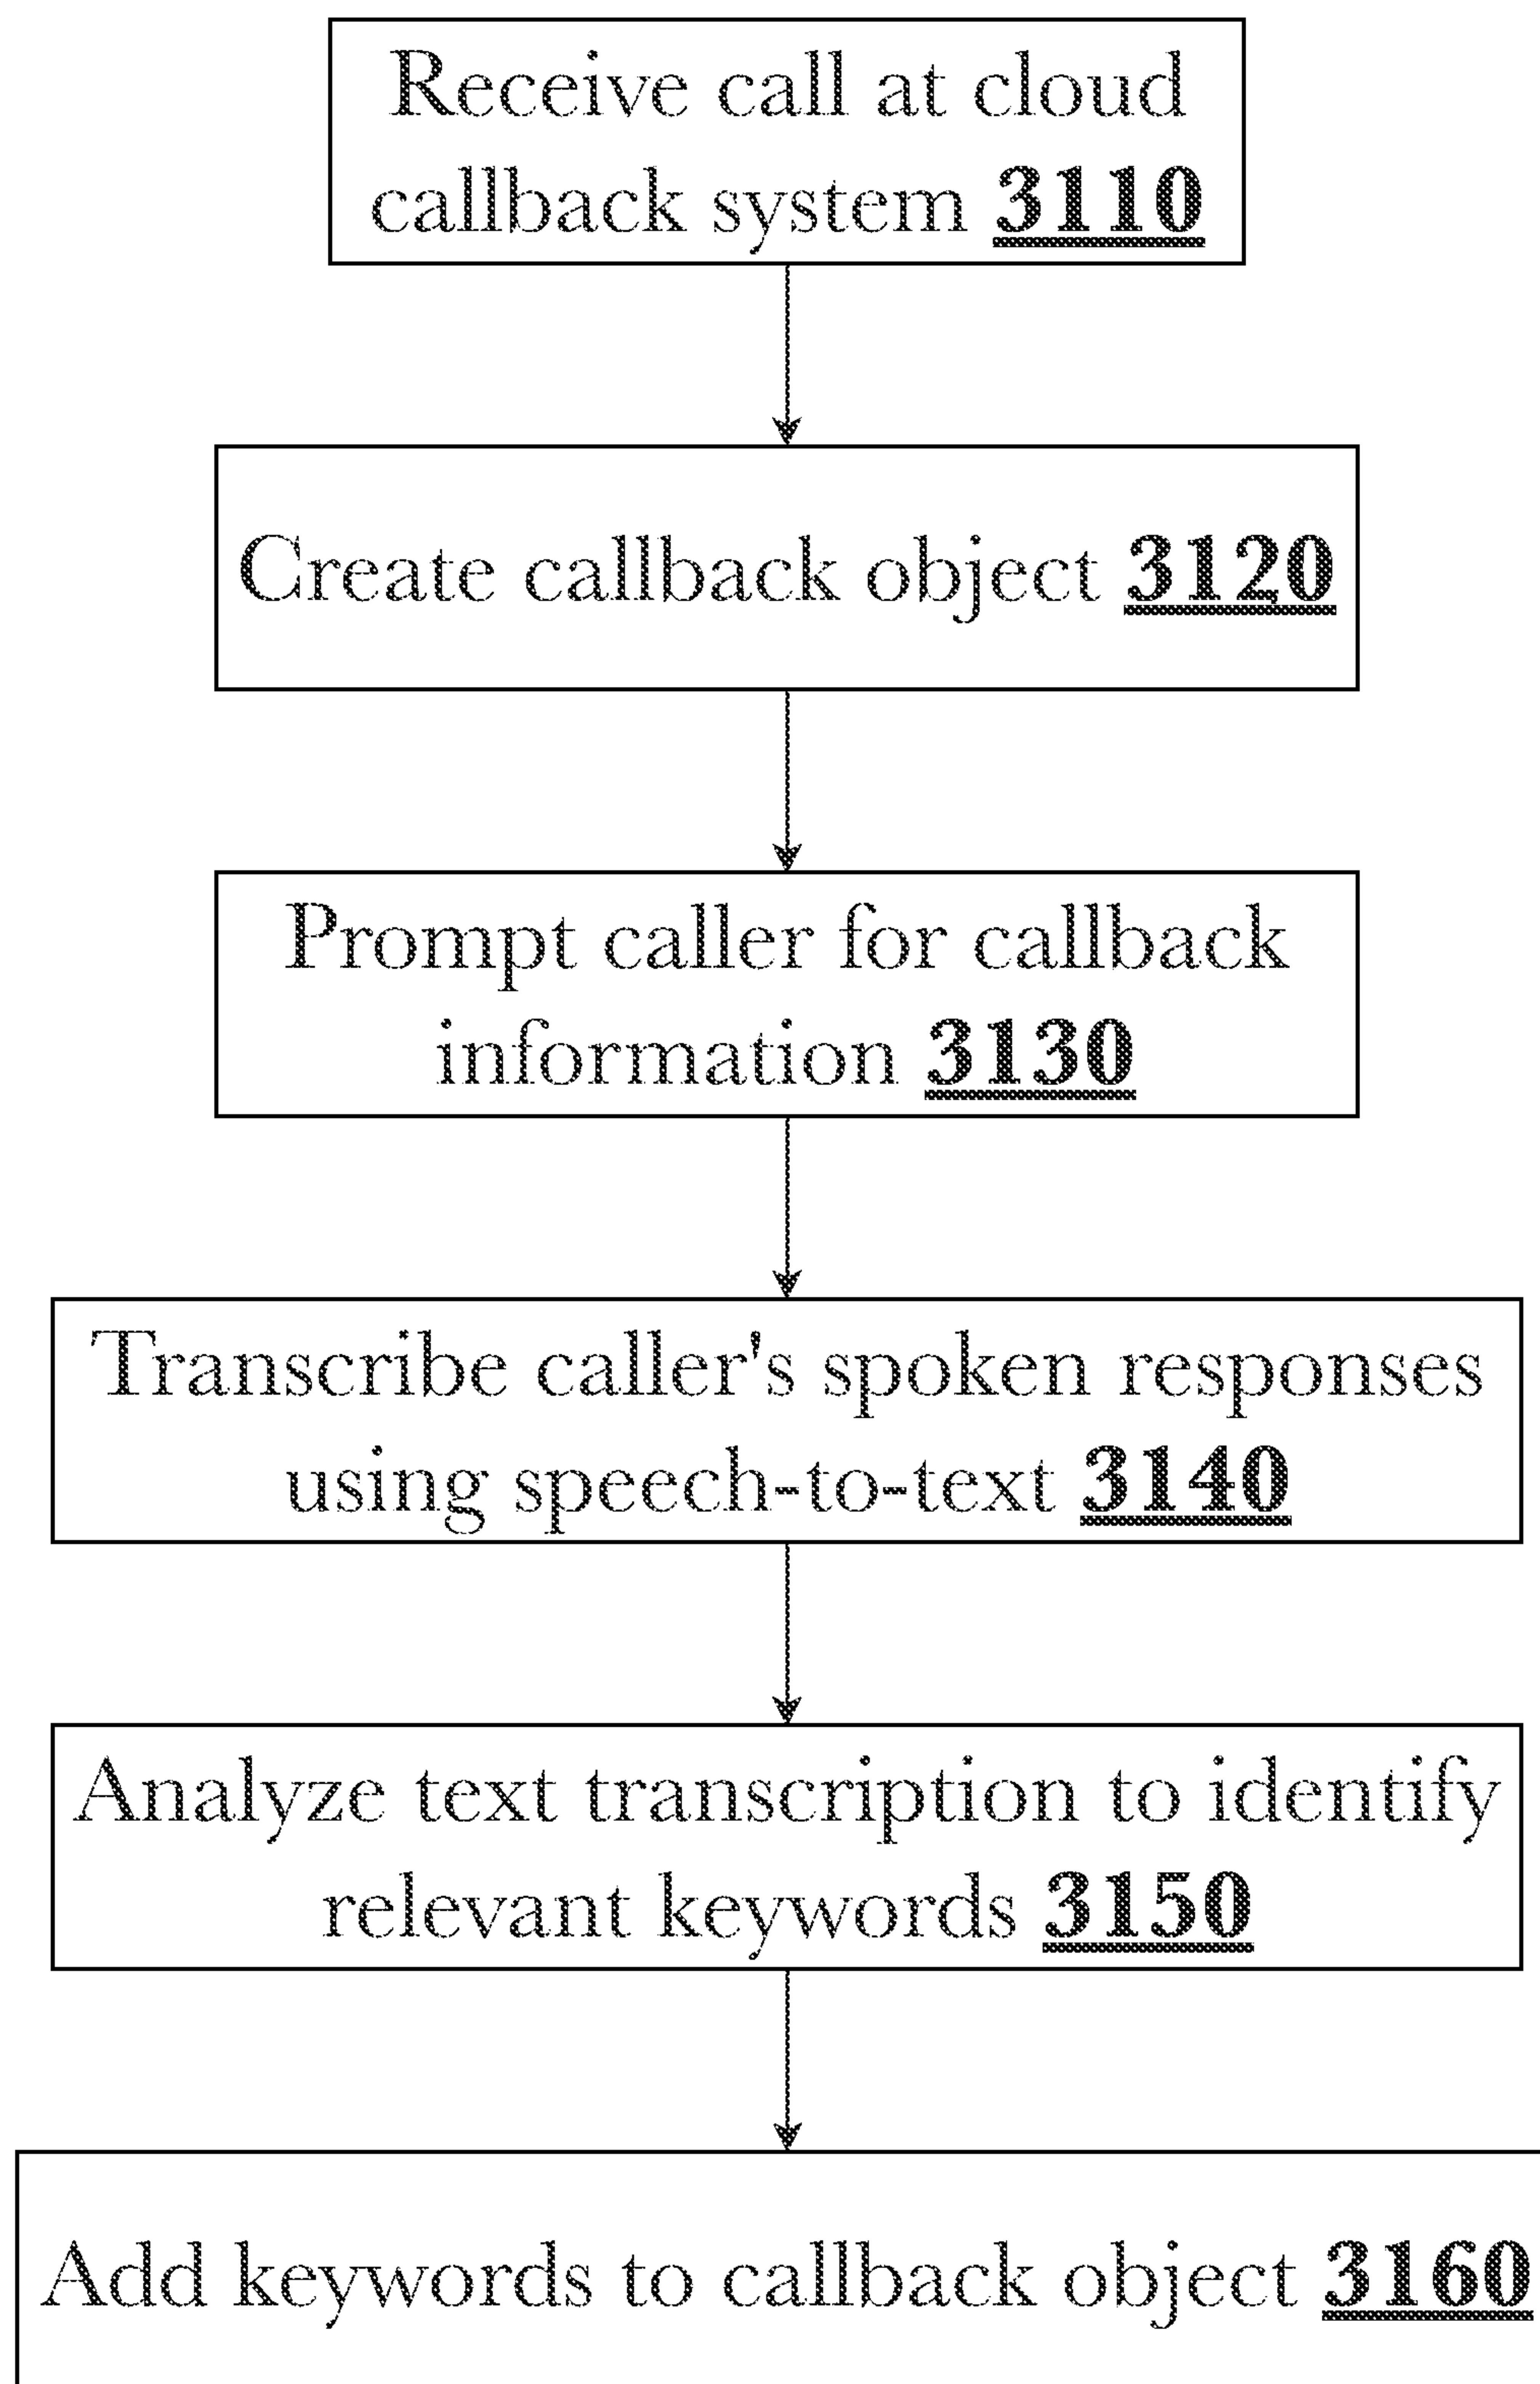 Receive call at cloud
callback system 3110
Create callback object 3120
Prompt caller for callback
information 3130
Transcribe caller's spoken responses
using speech-to-text 3140
Analyze text transcription to identify
relevant keywords 3150
Add keywords to callback object 3160